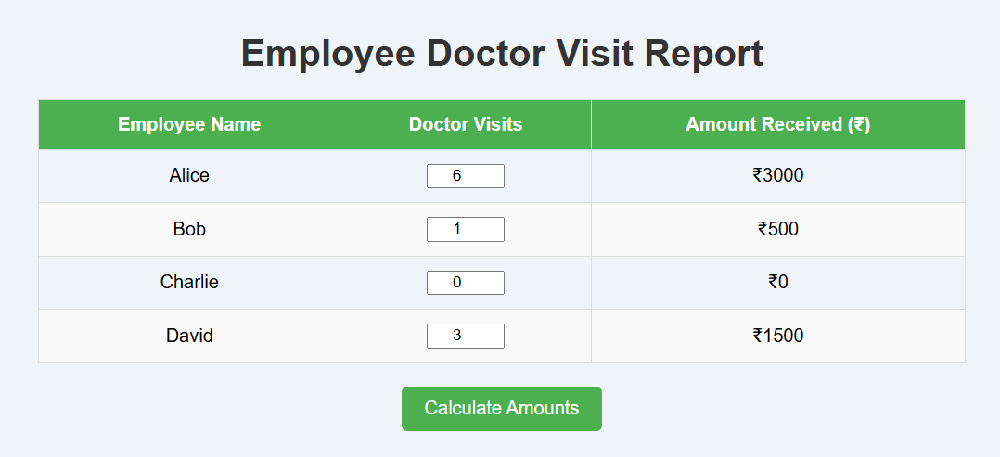 Employee Doctor Visit Report
Employee Name Doctor Visits Amount Received (₹)
Alice 6 ₹3000
Bob 1 ₹500
Charlie 0 ₹0
David 3 ₹1500
Calculate Amounts